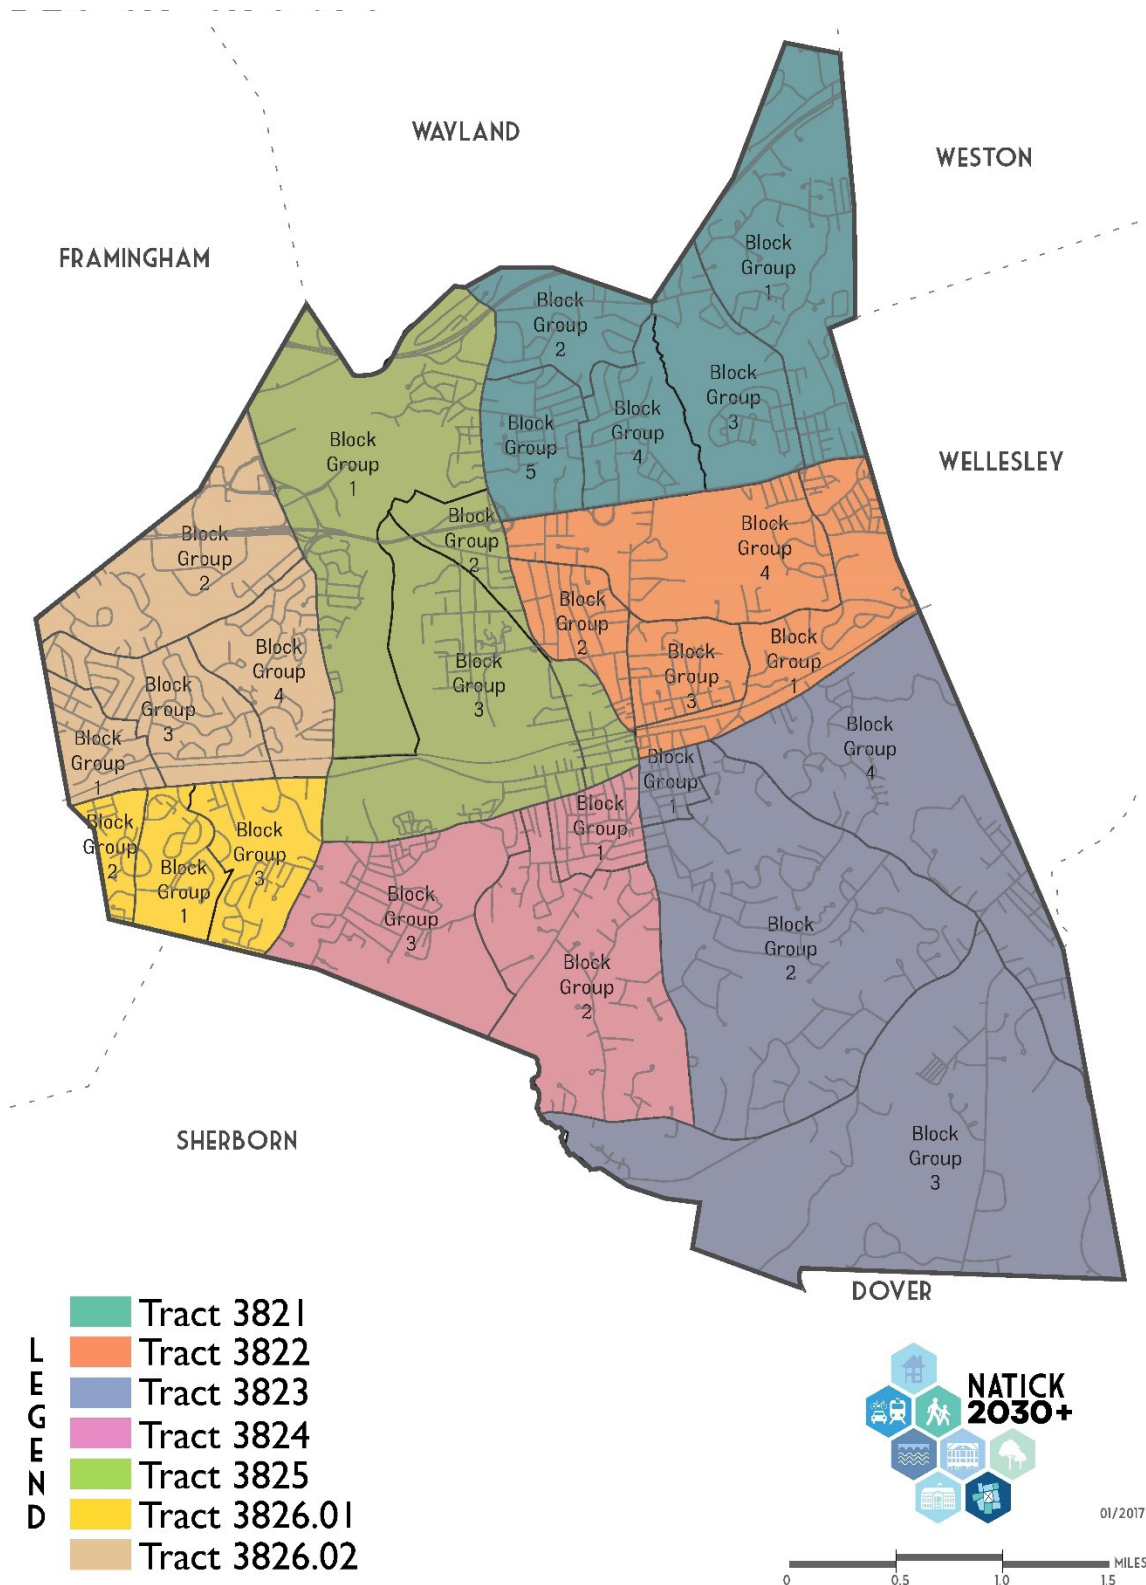 WAYLAND
WESTON
FRAMINGHAM
Block
Group
1
Block
Group
2
Block
Group
3
Block
Group
4
Block
Group
5
Block
Group
1
WELLESLEY
Block
Group
2
Block
Group
4
Block
Group
2
Block
Group
2
Block
Group
4
Block
Group
3
Block
Group
3
Block
Group
1
Block
Group
3
Block
Group
1
Block
Group
4
Block
Group
1
Block
Group
1
Block
Group
2
Block
Group
3
Block
Group
1
Block
Group
3
Block
Group
2
Block
Group
2
SHERBORN
Block
Group
3
DOVER
LEGEND
Tract 3821
Tract 3822
Tract 3823
Tract 3824
Tract 3825
Tract 3826.01
Tract 3826.02
NATICK
2030+
01/2017
MILES
0 0.5 1.0 1.5